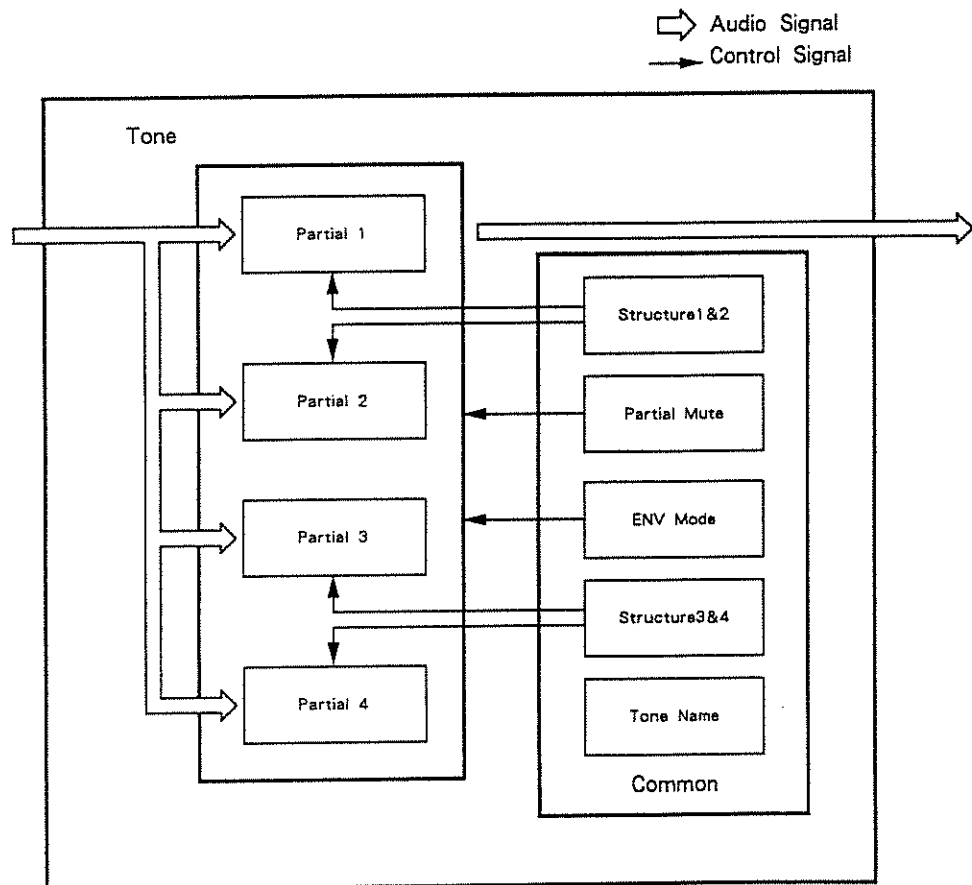 Audio Signal
Control Signal
Tone
Partial 1
Structure1&2
Partial 2
Partial Mute
Partial 3
ENV Mode
Structure3&4
Partial 4
Tone Name
Common